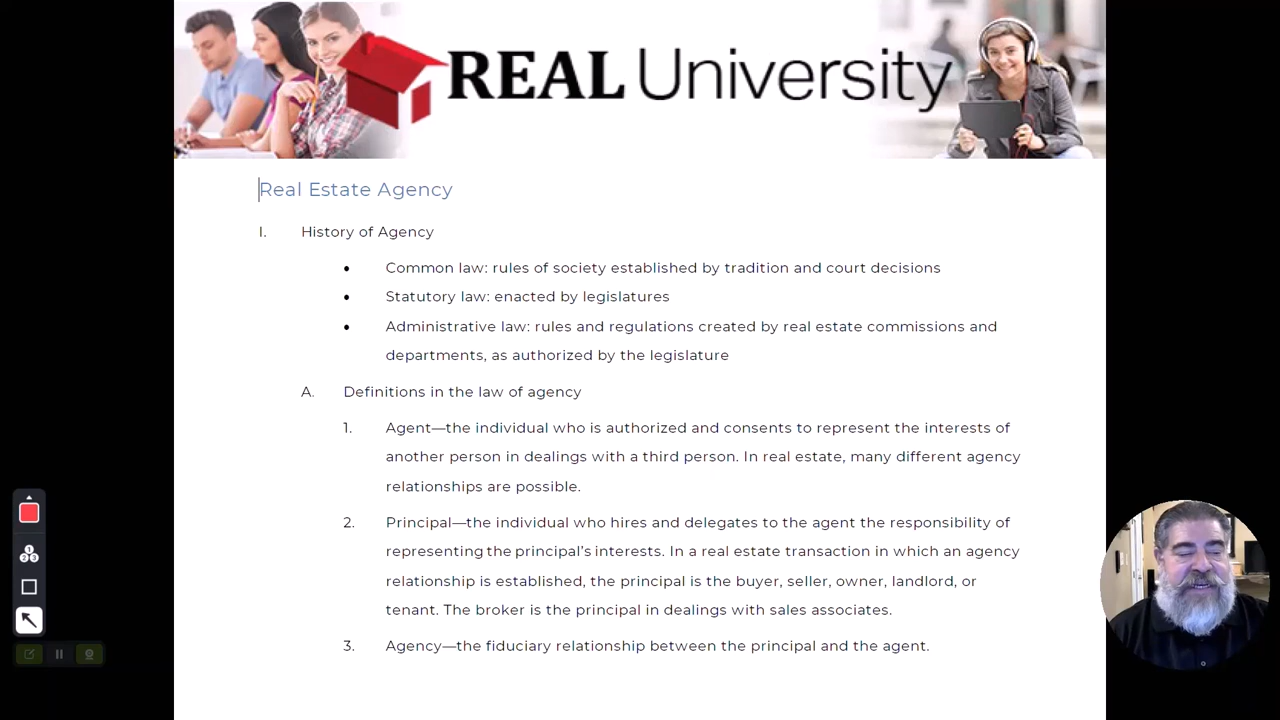 REAL University
Real Estate Agency
I. History of Agency
• Common law: rules of society established by tradition and court decisions
• Statutory law: enacted by legislatures
• Administrative law: rules and regulations created by real estate commissions and
departments, as authorized by the legislature
A. Definitions in the law of agency
1. Agent—the individual who is authorized and consents to represent the interests of
another person in dealings with a third person. In real estate, many different agency
relationships are possible.
2. Principal—the individual who hires and delegates to the agent the responsibility of
representing the principal's interests. In a real estate transaction in which an agency
relationship is established, the principal is the buyer, seller, owner, landlord, or
tenant. The broker is the principal in dealings with sales associates.
3. Agency—the fiduciary relationship between the principal and the agent.